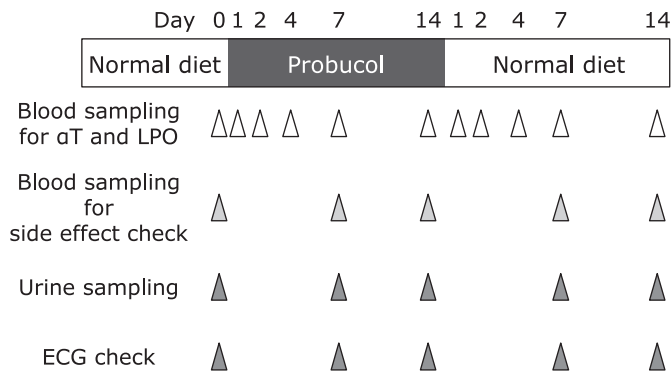 Day 0 1 2 4 7 14 1 2 4 7 14
Normal diet Probucol Normal diet
Blood sampling
for αT and LPO
Blood sampling
for
side effect check
Urine sampling
ECG check